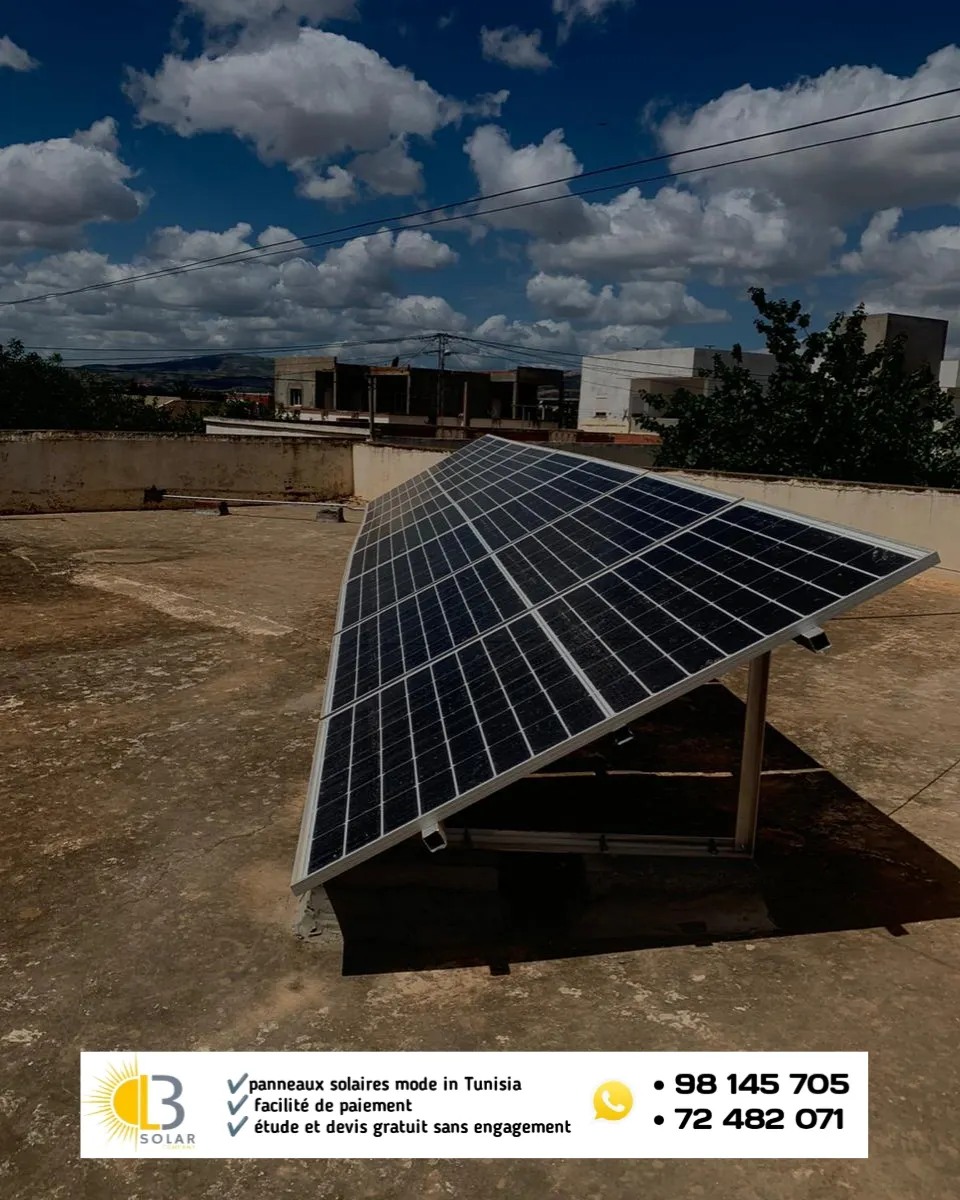 LB
SOLAR
panneaux solaires mode in Tunisia
facilité de paiement
étude et devis gratuit sans engagement
• 98 145 705
• 72 482 071